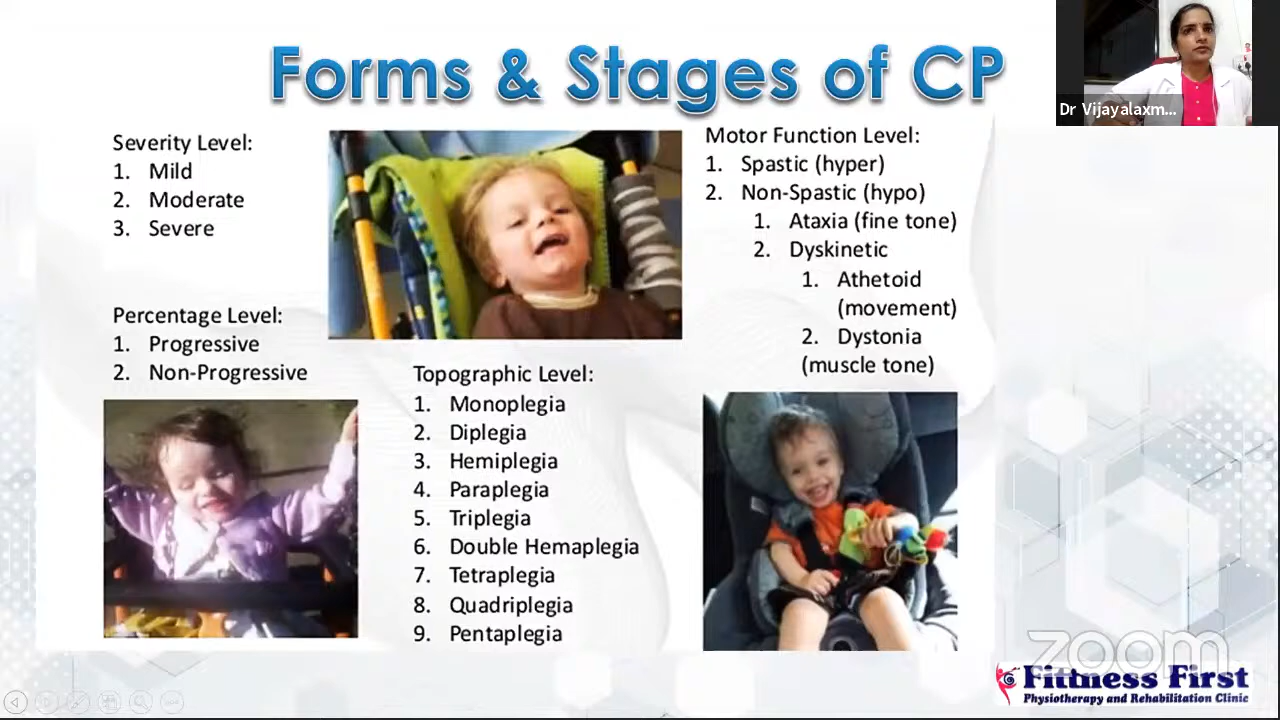 Forms & Stages of CP
Dr Vijayalaxm...
Severity Level:
1. Mild
2. Moderate
3. Severe
Percentage Level:
1. Progressive
2. Non-Progressive
Topographic Level:
1. Monoplegia
2. Diplegia
3. Hemiplegia
4. Paraplegia
5. Triplegia
6. Double Hemaplegia
7. Tetraplegia
8. Quadriplegia
9. Pentaplegia
Motor Function Level:
1. Spastic (hyper)
2. Non-Spastic (hypo)
1. Ataxia (fine tone)
2. Dyskinetic
1. Athetoid
(movement)
2. Dystonia
(muscle tone)
zoom
Fittness First
Physiotherapy and Rehabilitation Clinic